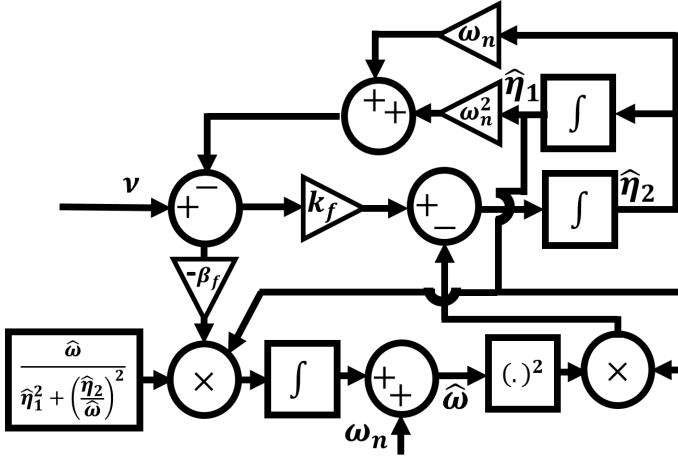 ω_n
+ +
ω_n^2
η̂_1
∫
ν
+ −
k_f
+ −
∫
η̂_2
-β_f
ω̂ / (η̂_1^2 + (η̂_2 / ω̂)^2)
×
∫
+ +
ω̂
(.)^2
×
ω_n